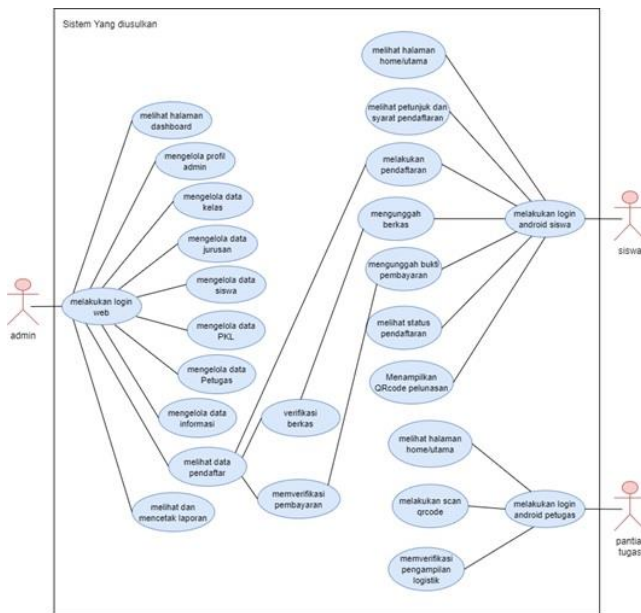 Sistem Yang diusulkan
melihat halaman
home/utama
melihat petunjuk dan
syarat pendaftaran
melakukan
pendaftaran
mengunggah
berkas
mengunggah bukti
pembayaran
melihat status
pendaftaran
Menampilkan
QRcode pelunasan
melakukan login
android siswa
siswa
melihat halaman
dashboard
mengelola profil
admin
mengelola data
kelas
mengelola data
jurusan
mengelola data
siswa
mengelola data
PKL
mengelola data
Petugas
mengelola data
informasi
melihat data
pendaftar
melihat dan
mencetak laporan
melakukan login
web
admin
verifikasi
berkas
memverifikasi
pembayaran
melihat halaman
home/utama
melakukan scan
qrcode
memverifikasi
pengampilan
logistik
melakukan login
android petugas
pantia
tugas